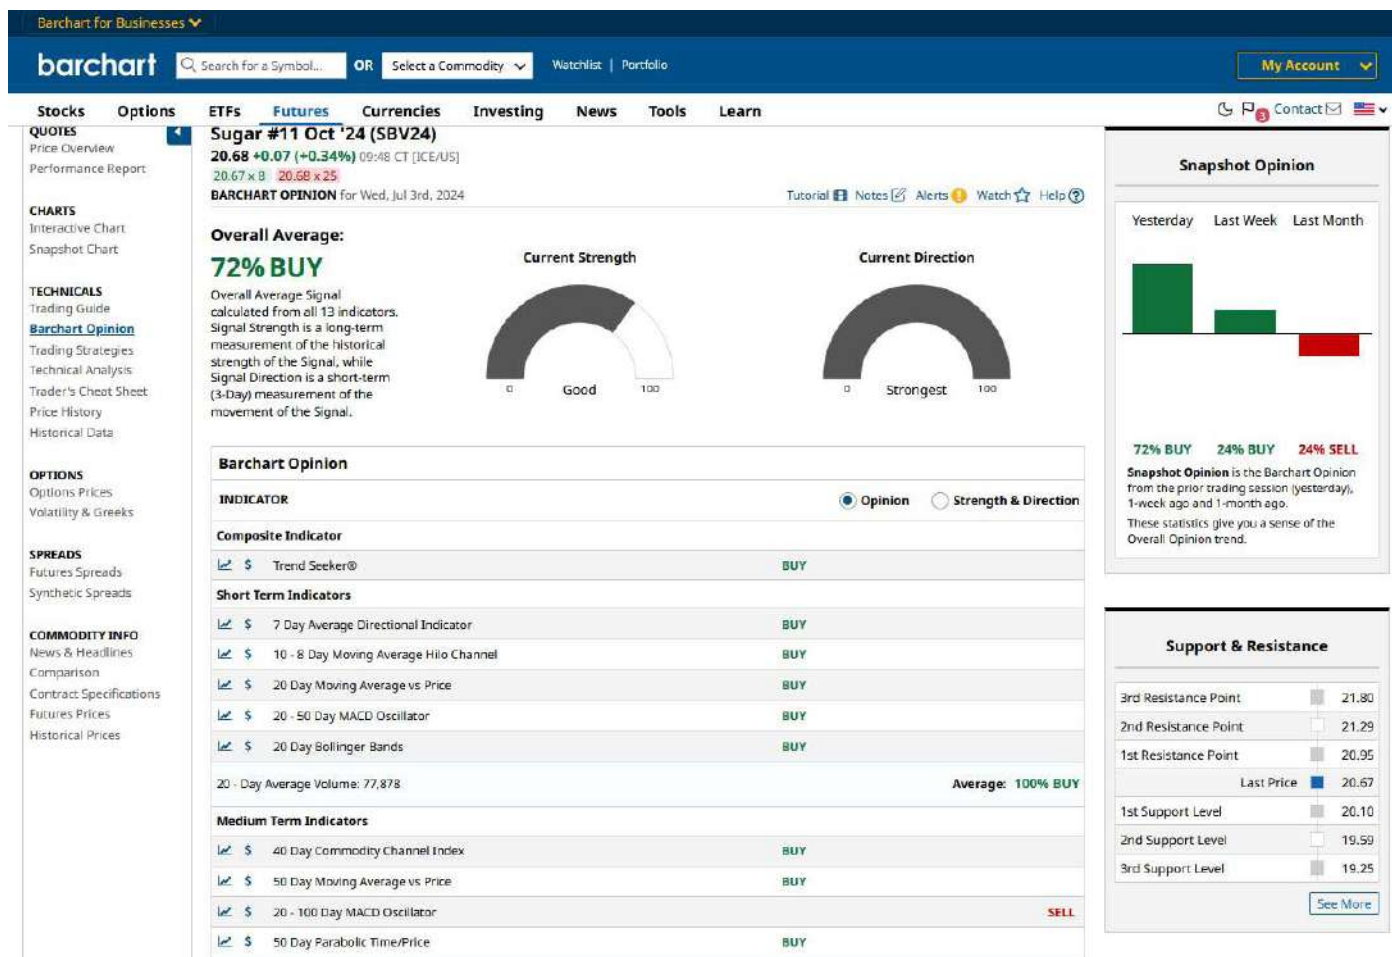 Barchart for Businesses
barchart Search for a Symbol... OR Select a Commodity Watchlist | Portfolio My Account
Stocks Options ETFs Futures Currencies Investing News Tools Learn 3 Contact
QUOTES
Price Overview
Performance Report
CHARTS
Interactive Chart
Snapshot Chart
TECHNICALS
Trading Guide
Barchart Opinion
Trading Strategies
Technical Analysis
Trader's Cheat Sheet
Price History
Historical Data
OPTIONS
Options Prices
Volatility & Greeks
SPREADS
Futures Spreads
Synthetic Spreads
COMMODITY INFO
News & Headlines
Comparison
Contract Specifications
Futures Prices
Historical Prices
Sugar #11 Oct '24 (SBV24)
20.68 +0.07 (+0.34%) 09:48 CT [ICE/US]
20.67 x 8 20.68 x 25
BARCHART OPINION for Wed, Jul 3rd, 2024
Tutorial Notes Alerts Watch Help
Overall Average:
72% BUY
Overall Average Signal
calculated from all 13 indicators.
Signal Strength is a long-term
measurement of the historical
strength of the Signal, while
Signal Direction is a short-term
(3-Day) measurement of the
movement of the Signal.
Current Strength
0 Good 100
Current Direction
0 Strongest 100
Barchart Opinion
INDICATOR Opinion Strength & Direction
Composite Indicator
$ Trend Seeker® BUY
Short Term Indicators
$ 7 Day Average Directional Indicator BUY
$ 10 - 8 Day Moving Average Hilo Channel BUY
$ 20 Day Moving Average vs Price BUY
$ 20 - 50 Day MACD Oscillator BUY
$ 20 Day Bollinger Bands BUY
20 - Day Average Volume: 77,878 Average: 100% BUY
Medium Term Indicators
$ 40 Day Commodity Channel Index BUY
$ 50 Day Moving Average vs Price BUY
$ 20 - 100 Day MACD Oscillator SELL
$ 50 Day Parabolic Time/Price BUY
Snapshot Opinion
Yesterday Last Week Last Month
72% BUY 24% BUY 24% SELL
Snapshot Opinion is the Barchart Opinion
from the prior trading session (yesterday),
1-week ago and 1-month ago.
These statistics give you a sense of the
Overall Opinion trend.
Support & Resistance
3rd Resistance Point 21.80
2nd Resistance Point 21.29
1st Resistance Point 20.95
Last Price 20.67
1st Support Level 20.10
2nd Support Level 19.59
3rd Support Level 19.25
See More